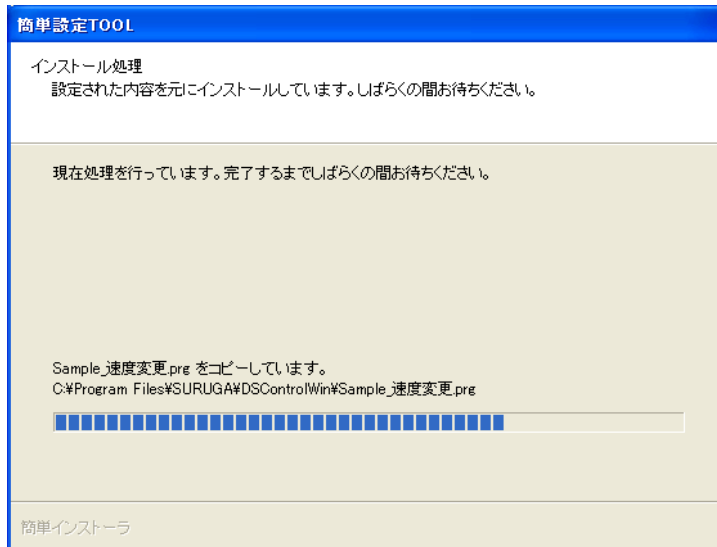 簡単設定TOOL
インストール処理
設定された内容を元にインストールしています。しばらくの間お待ちください。
現在処理を行っています。完了するまでしばらくの間お待ちください。
Sample_速度変更.prg をコピーしています。
C:¥Program Files¥SURUGA¥DSControlWin¥Sample_速度変更.prg
簡単インストーラ